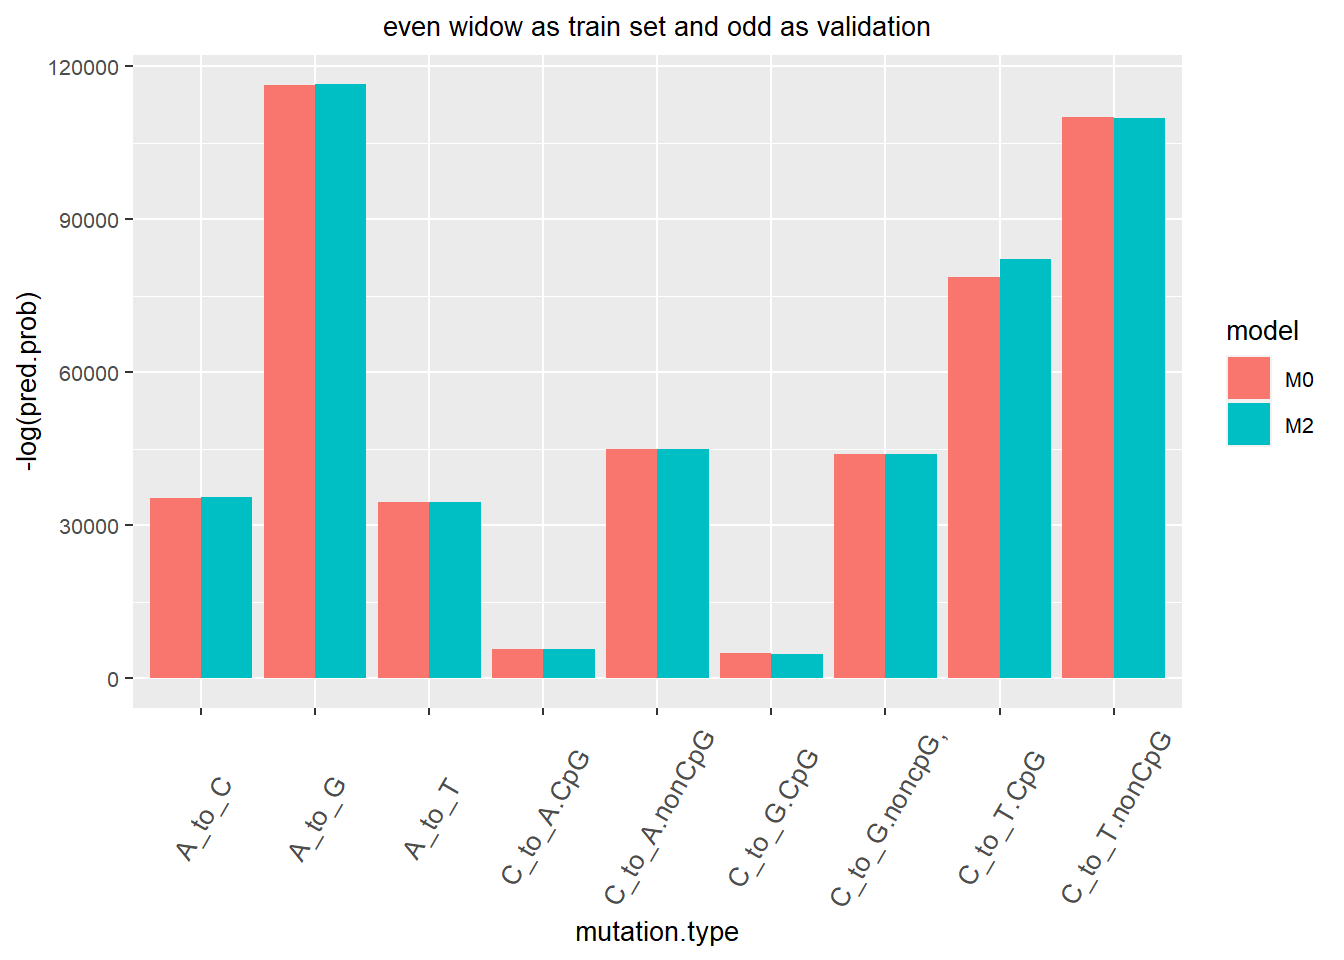 even widow as train set and odd as validation
120000
90000
60000
30000
0
-log(pred.prob)
A_to_C
A_to_G
A_to_T
C_to_A.CpG
C_to_A.nonCpG
C_to_G.CpG
C_to_G.noncpG,
C_to_T.CpG
C_to_T.nonCpG
mutation.type
model
M0
M2